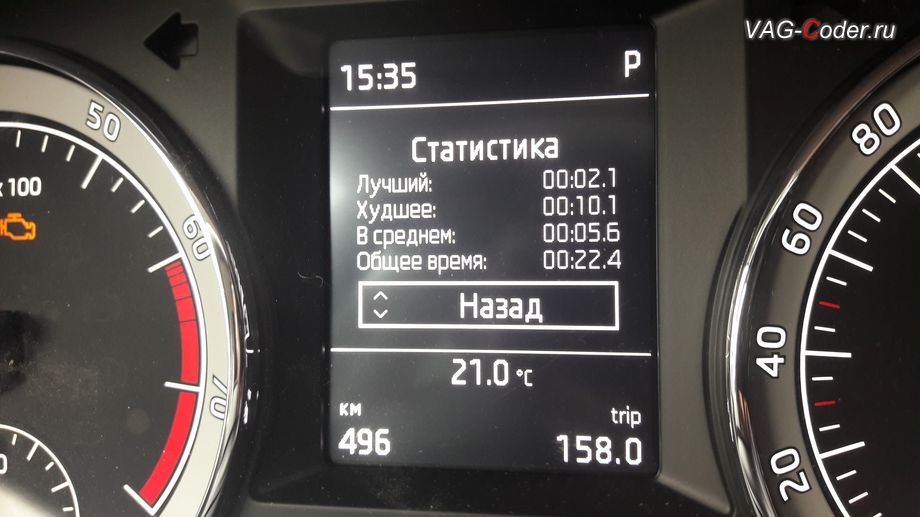 VAG-Coder.ru
15:35 P
Статистика
Лучший: 00:02.1
Худшее: 00:10.1
В среднем: 00:05.6
Общее время: 00:22.4
Назад
21.0 °C
км trip
496 158.0
50
x 100
60
70
80
60
40
20
0